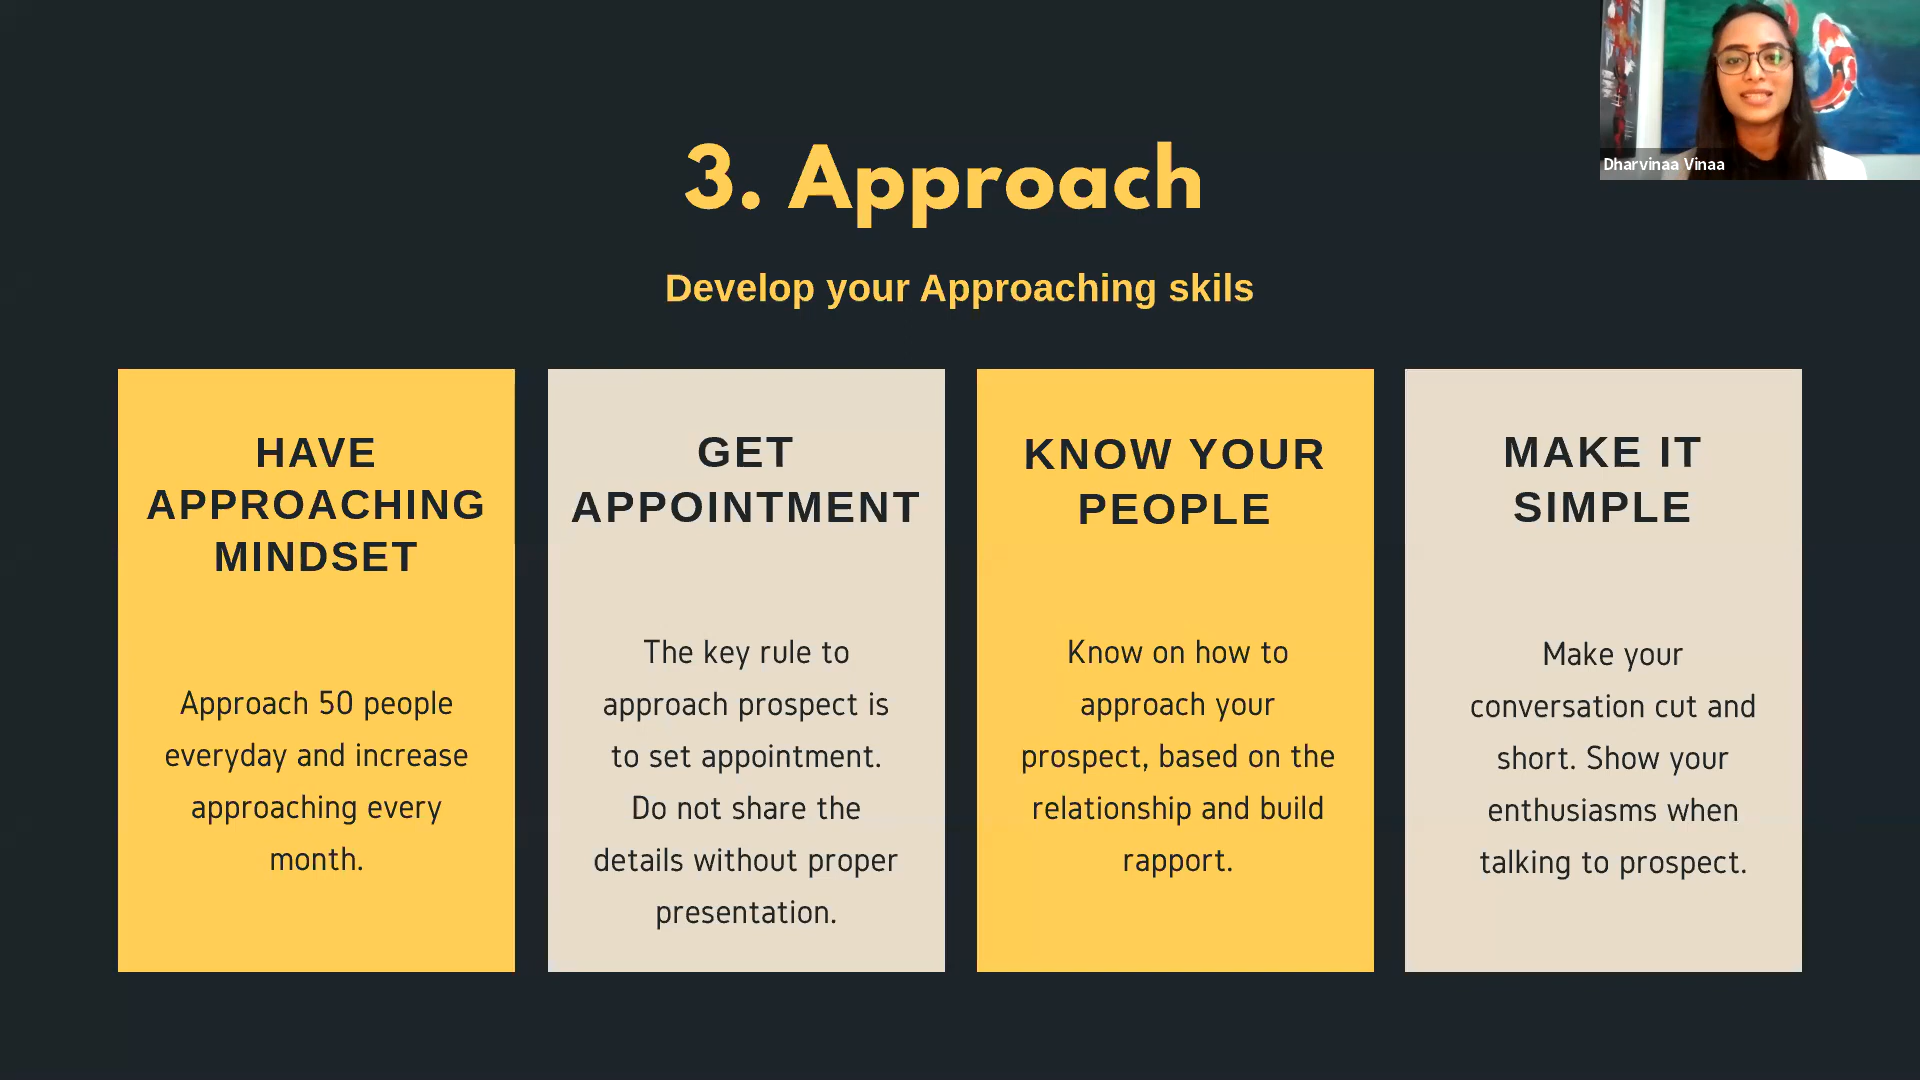 3. Approach
Dharvinaa Vinaa
Develop your Approaching skils
HAVE
APPROACHING
MINDSET
Approach 50 people
everyday and increase
approaching every
month.
GET
APPOINTMENT
The key rule to
approach prospect is
to set appointment.
Do not share the
details without proper
presentation.
KNOW YOUR
PEOPLE
Know on how to
approach your
prospect, based on the
relationship and build
rapport.
MAKE IT
SIMPLE
Make your
conversation cut and
short. Show your
enthusiasms when
talking to prospect.